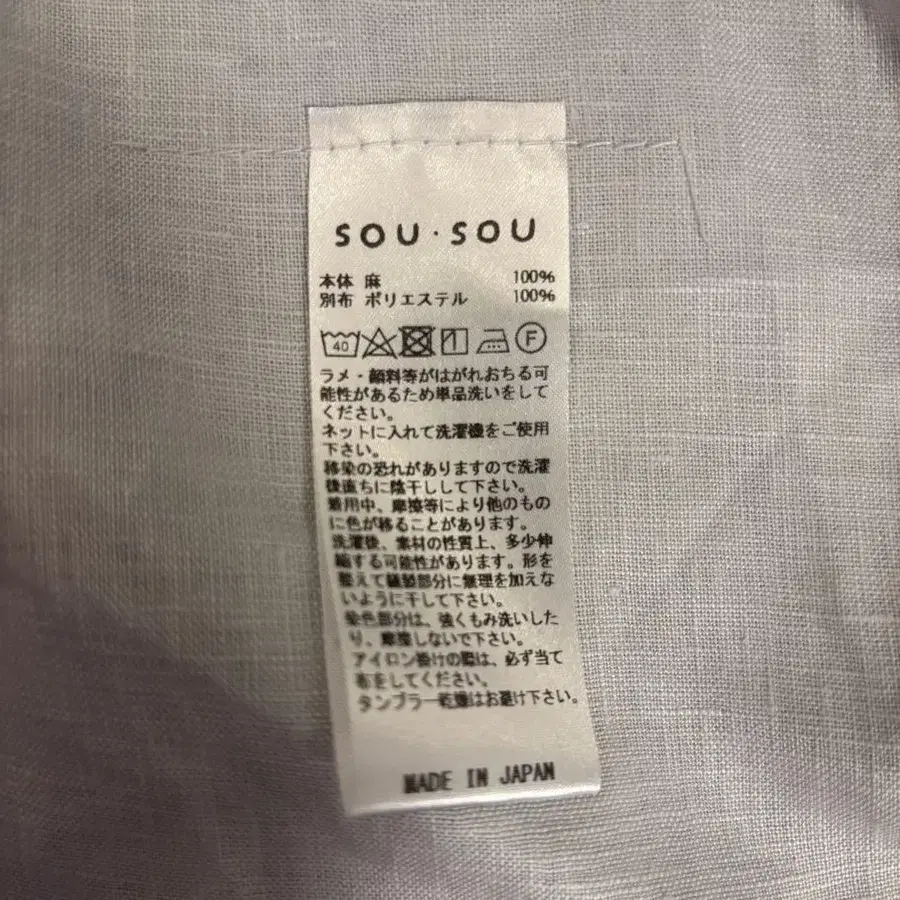 SOU・SOU
本体 麻 100%
別布 ポリエステル 100%
40 F
ラメ・顔料等がはがれおちる可
能性があるため単品洗いをして
ください。
ネットに入れて洗濯機をご使用
下さい。
移染の恐れがありますので洗濯
後直ちに陰干しして下さい。
着用中、摩擦等により他のもの
に色が移ることがあります。
洗濯後、素材の性質上、多少伸
縮する可能性があります。形を
整えて縫製部分に無理を加えな
いように干して下さい。
染色部分は、強くもみ洗いした
り、摩擦しないで下さい。
アイロン掛けの際は、必ず当て
布をしてください。
タンブラー乾燥はお避け下さい。
MADE IN JAPAN